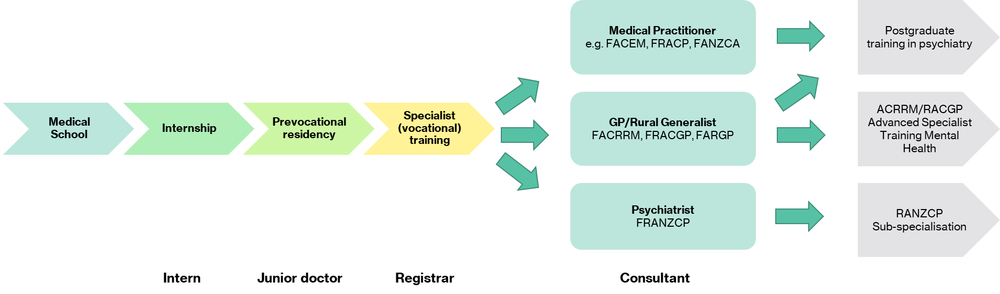 Medical
School
Internship
Prevocational
residency
Specialist
(vocational)
training
Medical Practitioner
e.g. FACEM, FRACP, FANZCA
GP/Rural Generalist
FACRRM, FRACGP, FARGP
Psychiatrist
FRANZCP
Postgraduate
training in psychiatry
ACRRM/RACGP
Advanced Specialist
Training Mental
Health
RANZCP
Sub-specialisation
Intern
Junior doctor
Registrar
Consultant